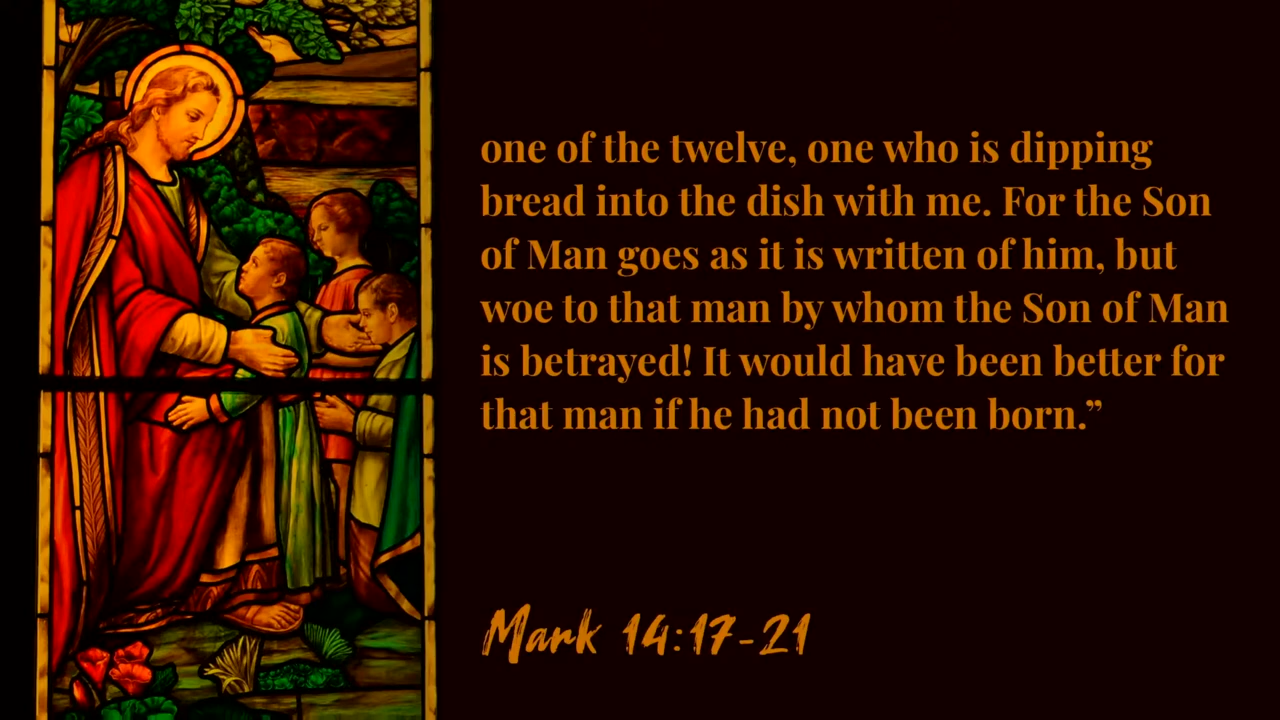 one of the twelve, one who is dipping
bread into the dish with me. For the Son
of Man goes as it is written of him, but
woe to that man by whom the Son of Man
is betrayed! It would have been better for
that man if he had not been born.”
Mark 14:17-21